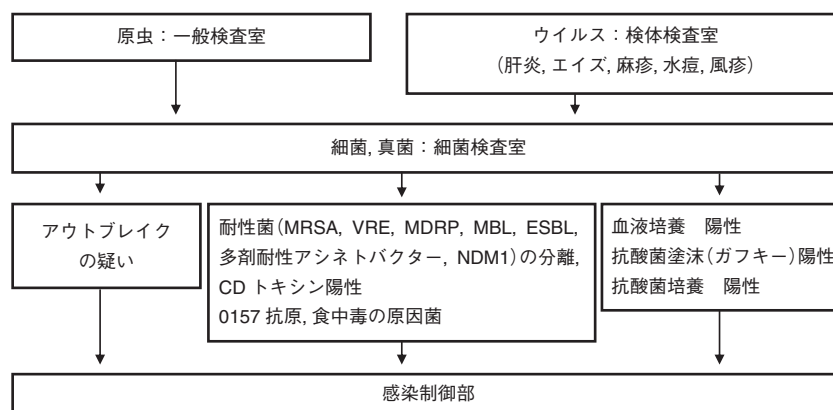 原虫：一般検査室
ウイルス：検体検査室
（肝炎, エイズ, 麻疹, 水痘, 風疹）
細菌, 真菌：細菌検査室
アウトブレイク
の疑い
耐性菌（MRSA, VRE, MDRP, MBL, ESBL,
多剤耐性アシネトバクター, NDM1）の分離,
CD トキシン陽性
0157 抗原, 食中毒の原因菌
血液培養　陽性
抗酸菌塗沫（ガフキー）陽性
抗酸菌培養　陽性
感染制御部